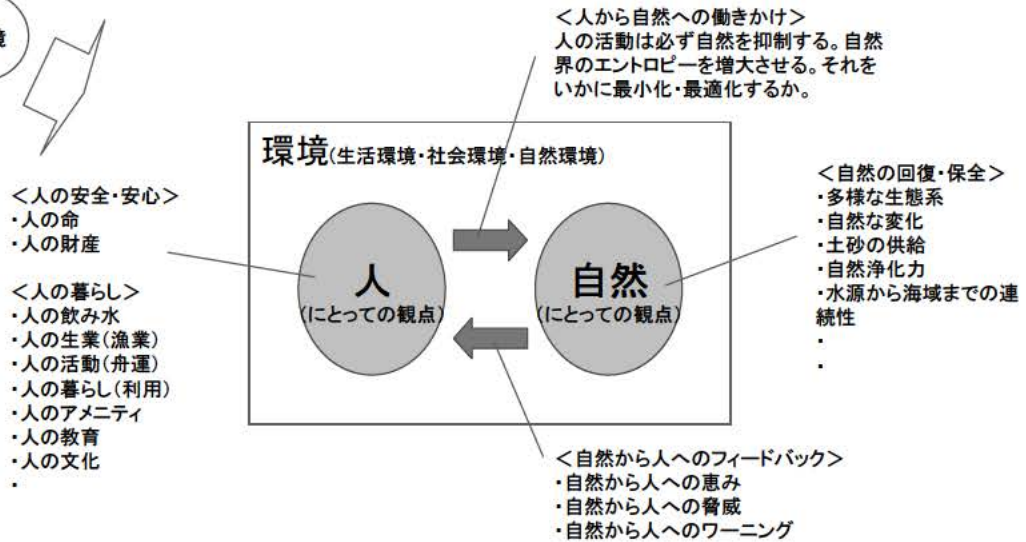 境
＜人から自然への働きかけ＞
人の活動は必ず自然を抑制する。自然
界のエントロピーを増大させる。それを
いかに最小化・最適化するか。
環境(生活環境・社会環境・自然環境)
＜人の安全・安心＞
・人の命
・人の財産
＜人の暮らし＞
・人の飲み水
・人の生業(漁業)
・人の活動(舟運)
・人の暮らし(利用)
・人のアメニティ
・人の教育
・人の文化
・
人
(にとっての観点)
自然
(にとっての観点)
＜自然の回復・保全＞
・多様な生態系
・自然な変化
・土砂の供給
・自然浄化力
・水源から海域までの連
続性
・
・
＜自然から人へのフィードバック＞
・自然から人への恵み
・自然から人への脅威
・自然から人へのワーニング